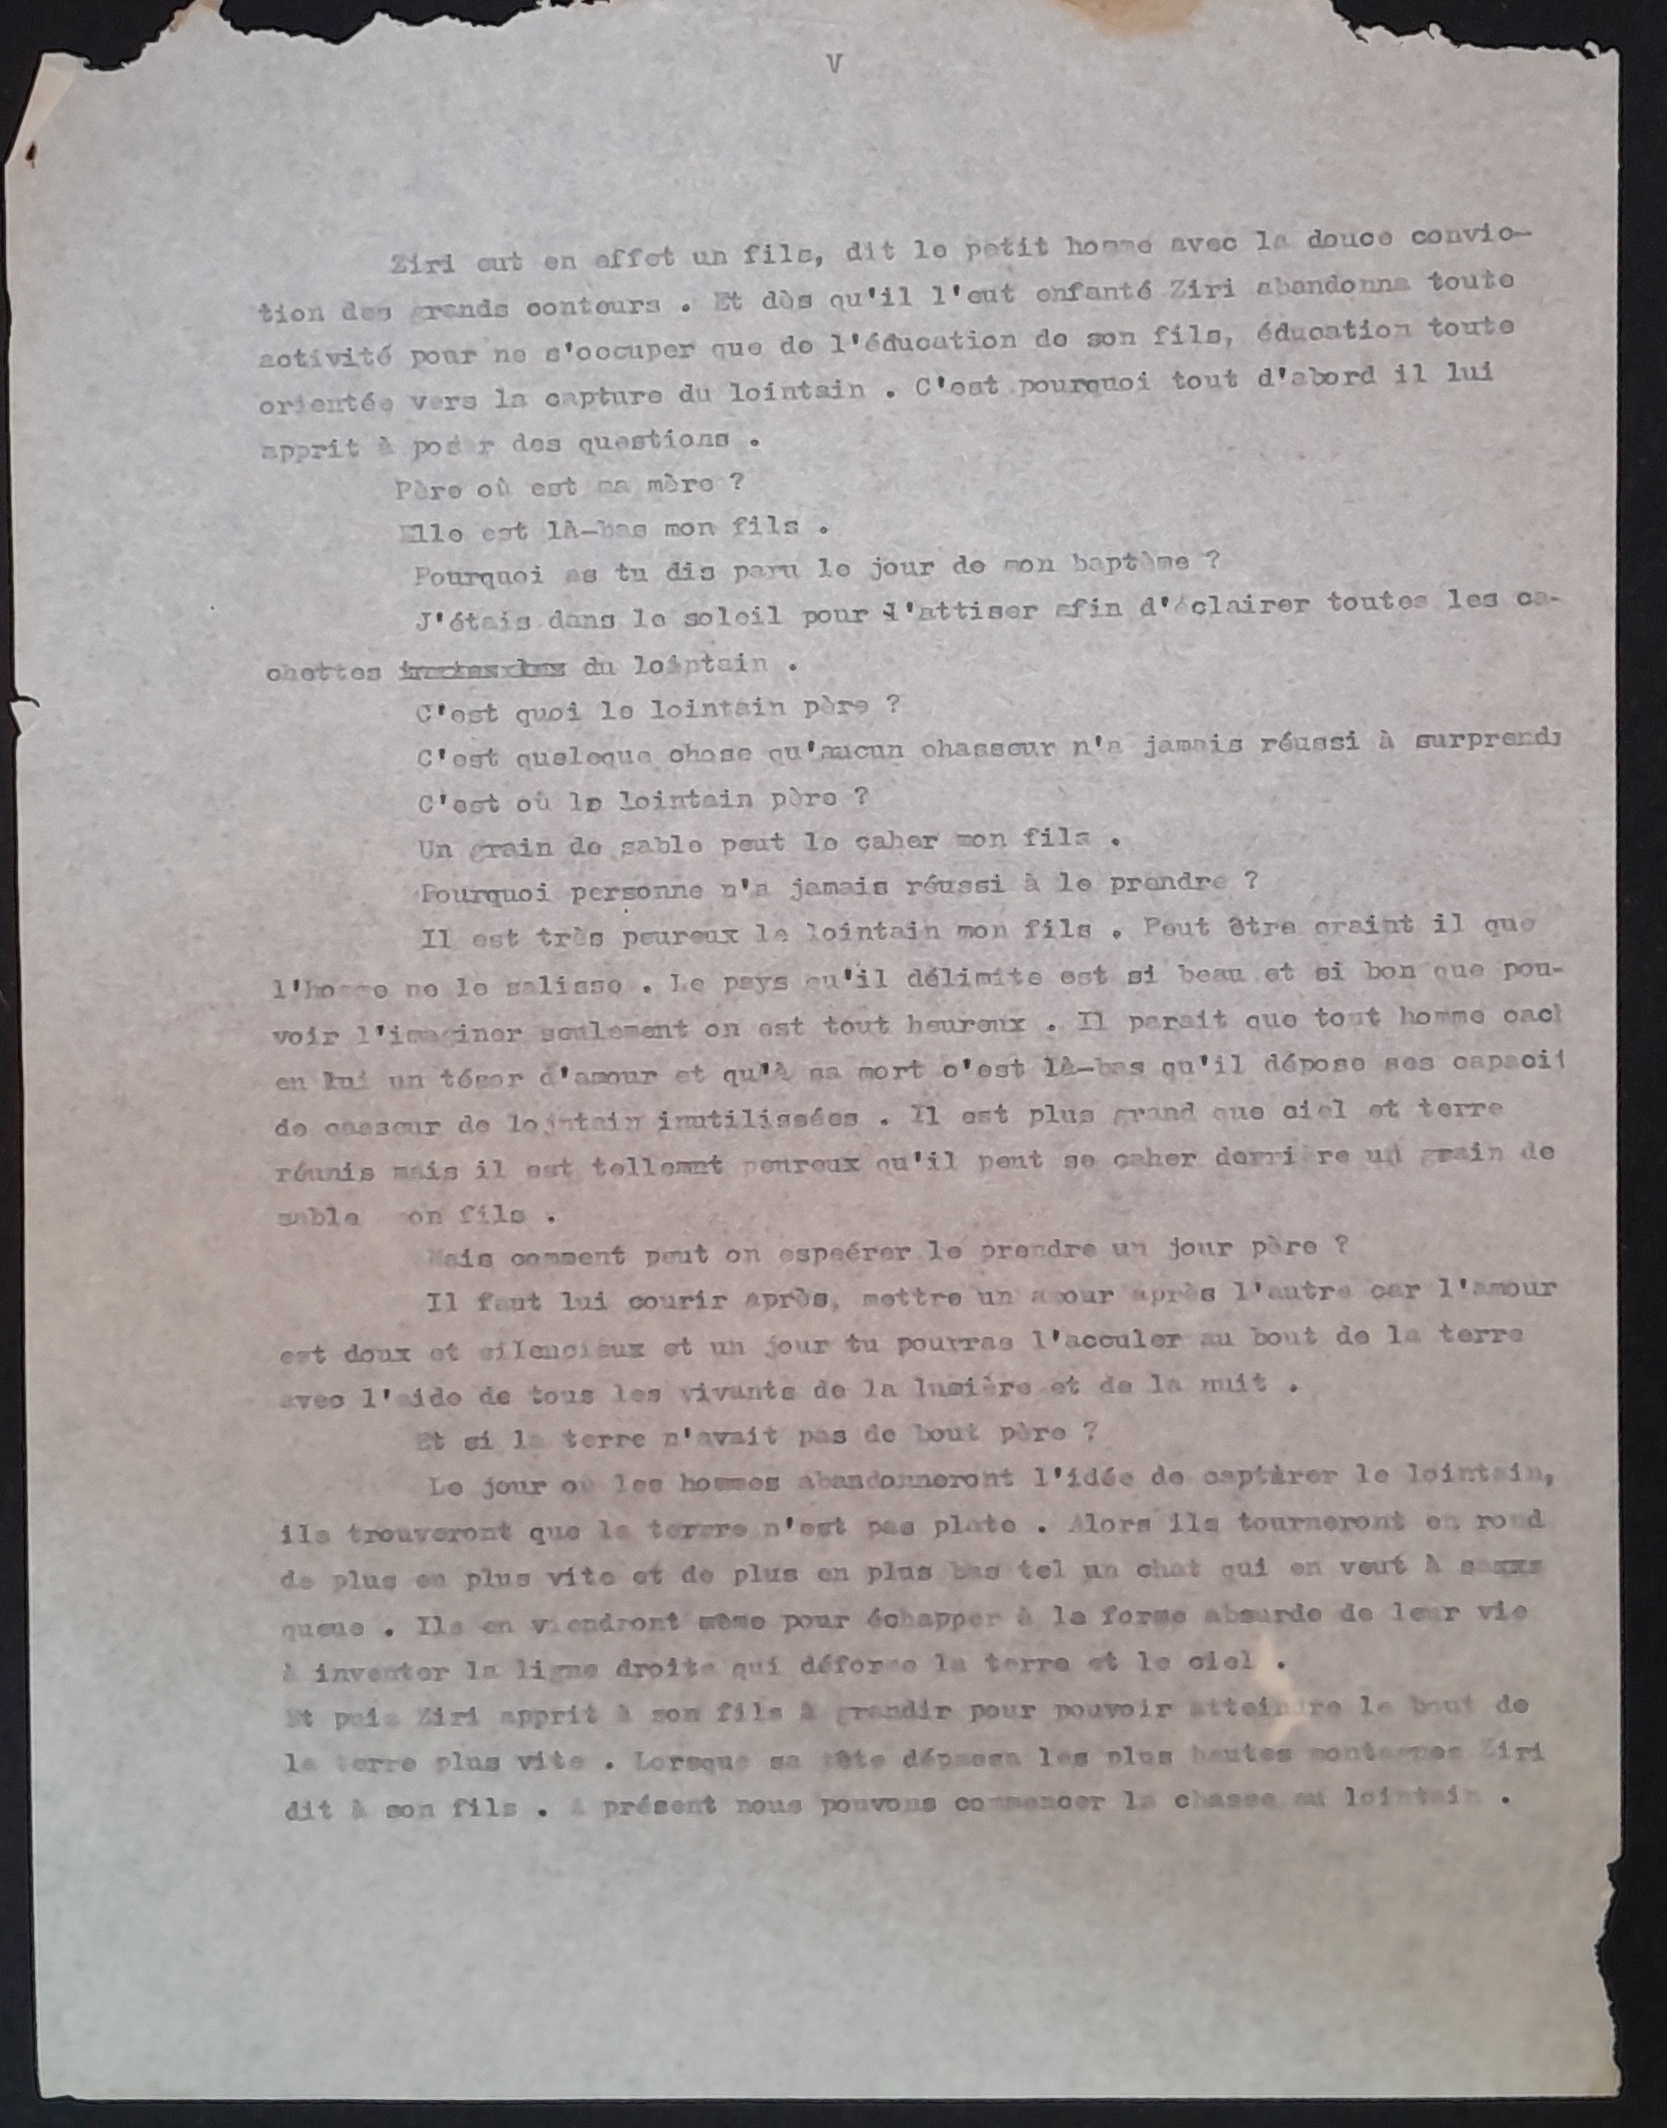 V
Ziri eut en effet un fils, dit le petit homme avec la douce convic-
tion des grands conteurs . Et dès qu'il l'eut enfanté Ziri abandonna toute
activité pour ne s'occuper que de l'éducation de son fils, éducation toute
orientée vers la capture du lointain . C'est pourquoi tout d'abord il lui
apprit à poser des questions .
Père où est ma mère ?
Elle est là-bas mon fils .
Pourquoi as tu dis paru le jour de mon baptème ?
J'étais dans le soleil pour l'attiser afin d'éclairer toutes les ca-
chettes du lointain .
C'est quoi le lointain père ?
C'est queleque chose qu'aucun chasseur n'a jamais réussi à surprendr
C'est où le lointain père ?
Un grain de sable peut le caher mon fils .
Pourquoi personne n'a jamais réussi à le prendre ?
Il est très peureux le lointain mon fils . Peut être craint il que
l'homme ne le salisse . Le pays qu'il délimite est si beau et si bon que pou-
voir l'imaginer seulement on est tout heureux . Il parait que tout homme cach
en lui un tésor d'amour et qu'à sa mort c'est là-bas qu'il dépose ses capacit
de casseur de lointain inutilissées . Il est plus grand que ciel et terre
réunis mais il est tellemnt peureux qu'il peut se caher derrière un grain de
sable mon fils .
Mais comment peut on espeérer le prendre un jour père ?
Il faut lui courir après, mettre un amour après l'autre car l'amour
est doux et silencieux et un jour tu pourras l'acculer au bout de la terre
avec l'aide de tous les vivants de la lumière et de la nuit .
Et si la terre n'avait pas de bout père ?
Le jour où les hommes abandonneront l'idée de captùrer le lointain,
ils trouveront que la terrre n'est pas plate . Alors ils tourneront en rond
de plus en plus vite et de plus en plus bas tel un chat qui en veut à saxxs
queue . Ils en viendront mème pour échapper à la forme absurde de leur vie
à inventer la ligne droite qui déforme la terre et le ciel .
Et puis Ziri apprit à son fils à grandir pour pouvoir atteindre le bout de
la terre plus vite . Lorsque sa tête dépassa les plus hautes montagnes Ziri
dit à son fils . A présent nous pouvons commencer la chasse au lointain .